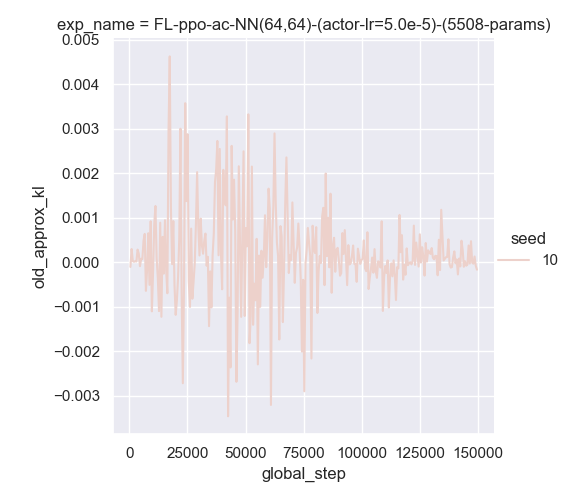 exp_name = FL-ppo-ac-NN(64,64)-(actor-lr=5.0e-5)-(5508-params)
0.005
0.004
0.003
0.002
0.001
0.000
−0.001
−0.002
−0.003
old_approx_kl
0 25000 50000 75000 100000 125000 150000
global_step
seed
10